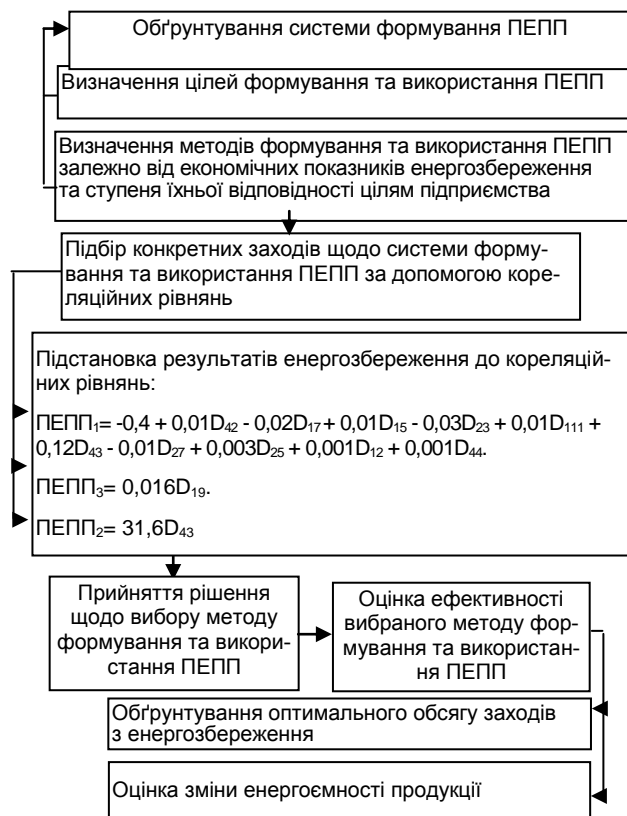 Обґрунтування системи формування ПЕПП
Визначення цілей формування та використання ПЕПП
Визначення методів формування та використання ПЕПП
залежно від економічних показників енергозбереження
та ступеня їхньої відповідності цілям підприємства
Підбір конкретних заходів щодо системи форму-
вання та використання ПЕПП за допомогою коре-
ляційних рівнянь
Підстановка результатів енергозбереження до кореляцій-
них рівнянь:
ПЕПП₁= -0,4 + 0,01D₄₂ - 0,02D₁₇ + 0,01D₁₅ - 0,03D₂₃ + 0,01D₁₁₁ +
0,12D₄₃ - 0,01D₂₇ + 0,003D₂₅ + 0,001D₁₂ + 0,001D₄₄.
ПЕПП₃= 0,016D₁₉.
ПЕПП₂= 31,6D₄₃
Прийняття рішення
щодо вибору методу
формування та викори-
стання ПЕПП
Оцінка ефективності
вибраного методу фор-
мування та використан-
ня ПЕПП
Обґрунтування оптимального обсягу заходів
з енергозбереження
Оцінка зміни енергоємності продукції